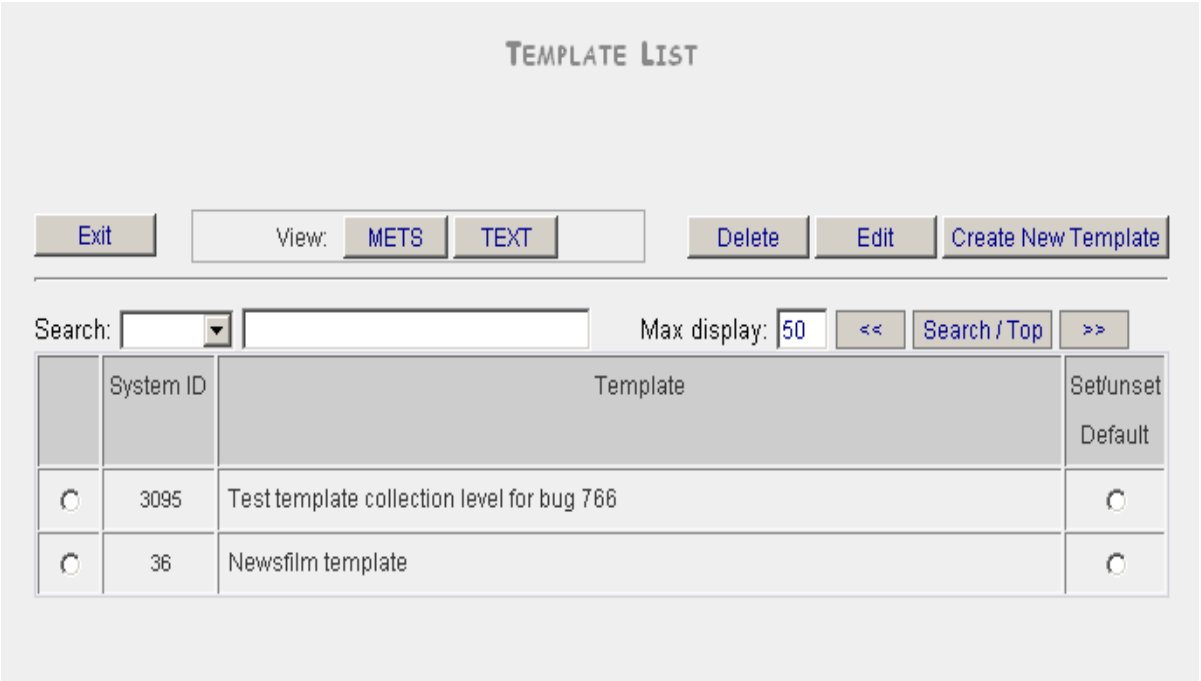 TEMPLATE LIST
Exit View: METS TEXT Delete Edit Create New Template
Search: Max display: 50 << Search / Top >>
System ID Template Set/unset Default
3095 Test template collection level for bug 766
36 Newsfilm template